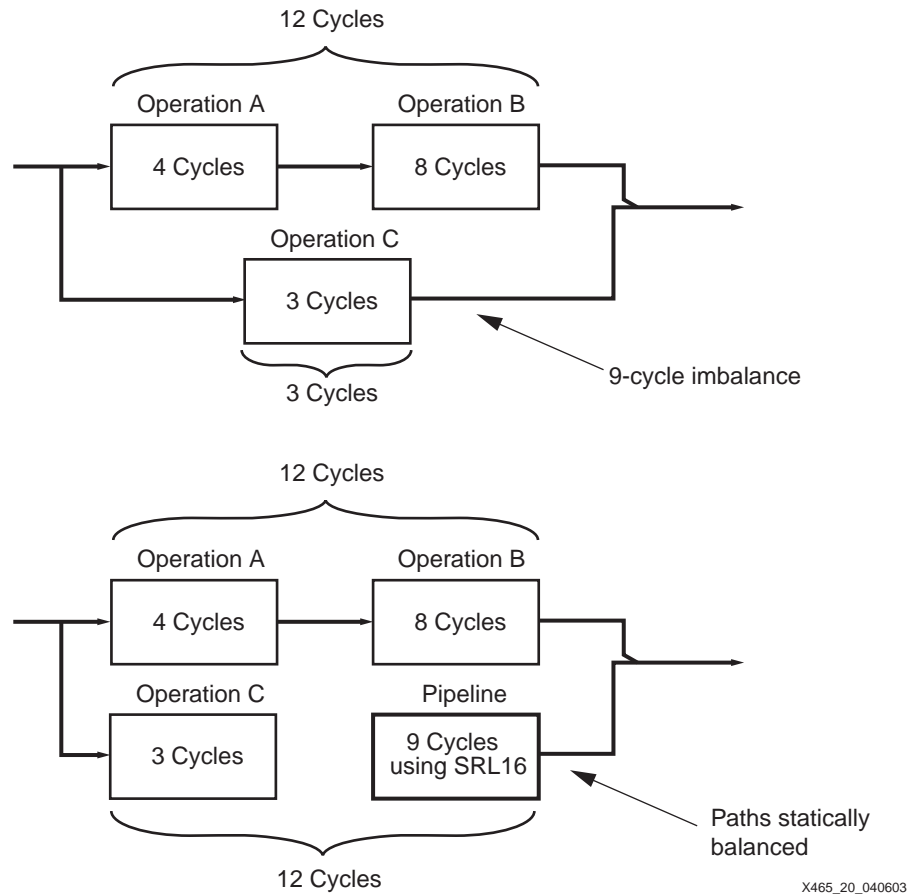 12 Cycles
Operation A
Operation B
4 Cycles
8 Cycles
Operation C
3 Cycles
9-cycle imbalance
3 Cycles
12 Cycles
Operation A
Operation B
4 Cycles
8 Cycles
Operation C
Pipeline
3 Cycles
9 Cycles
using SRL16
Paths statically
balanced
12 Cycles
X465_20_040603